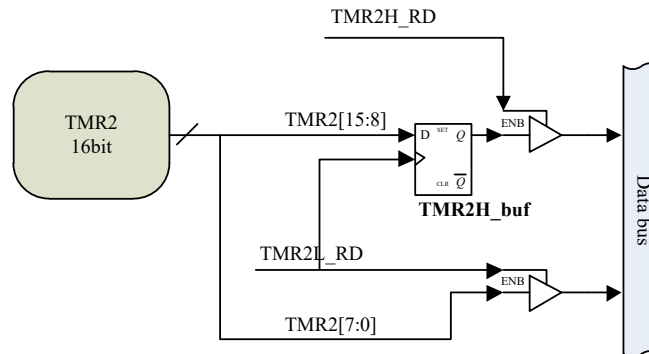 TMR2H_RD
TMR2
16bit
TMR2[15:8]
ENB
D SET Q
CLR Q
TMR2H_buf
TMR2L_RD
ENB
TMR2[7:0]
Data bus